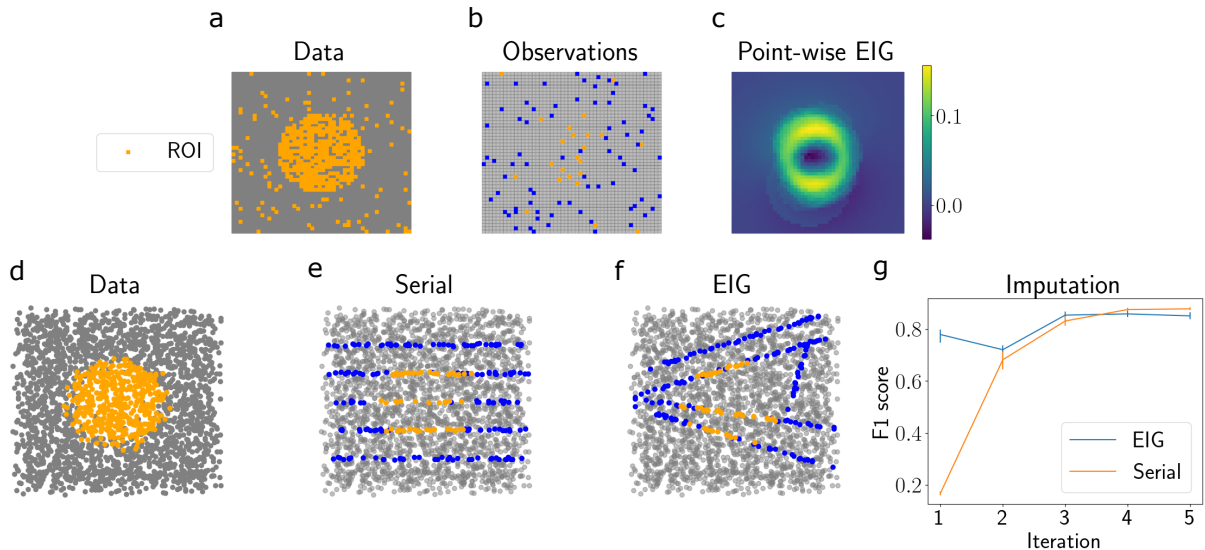 a
Data
ROI
b
Observations
c
Point-wise EIG
0.1
0.0
d
Data
e
Serial
f
EIG
g
Imputation
F1 score
0.8
0.6
0.4
0.2
EIG
Serial
1 2 3 4 5
Iteration